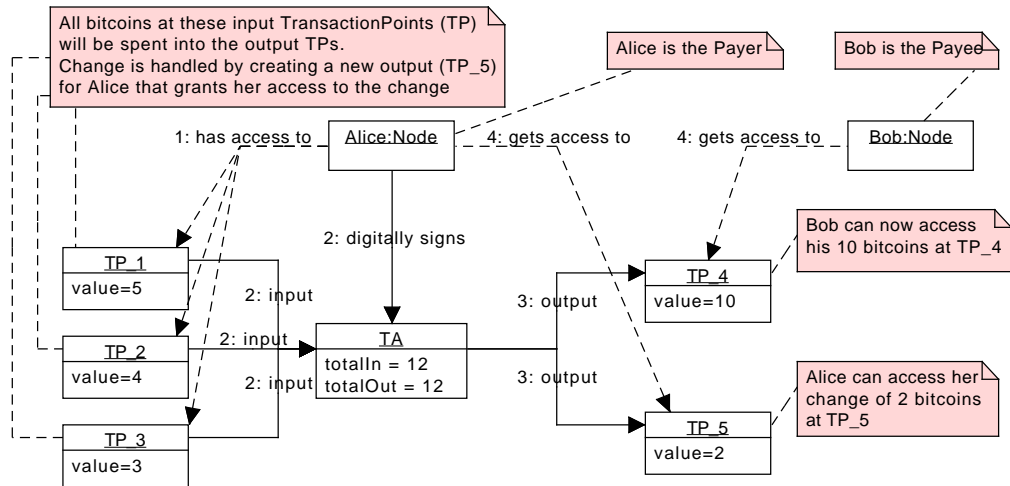 All bitcoins at these input TransactionPoints (TP)
will be spent into the output TPs.
Change is handled by creating a new output (TP_5)
for Alice that grants her access to the change
Alice is the Payer
Bob is the Payee
1: has access to
Alice:Node
4: gets access to
4: gets access to
Bob:Node
2: digitally signs
Bob can now access
his 10 bitcoins at TP_4
TP_1
value=5
2: input
TP_4
value=10
3: output
TP_2
value=4
2: input
TA
totalIn = 12
totalOut = 12
2: input
3: output
Alice can access her
change of 2 bitcoins
at TP_5
TP_3
value=3
TP_5
value=2